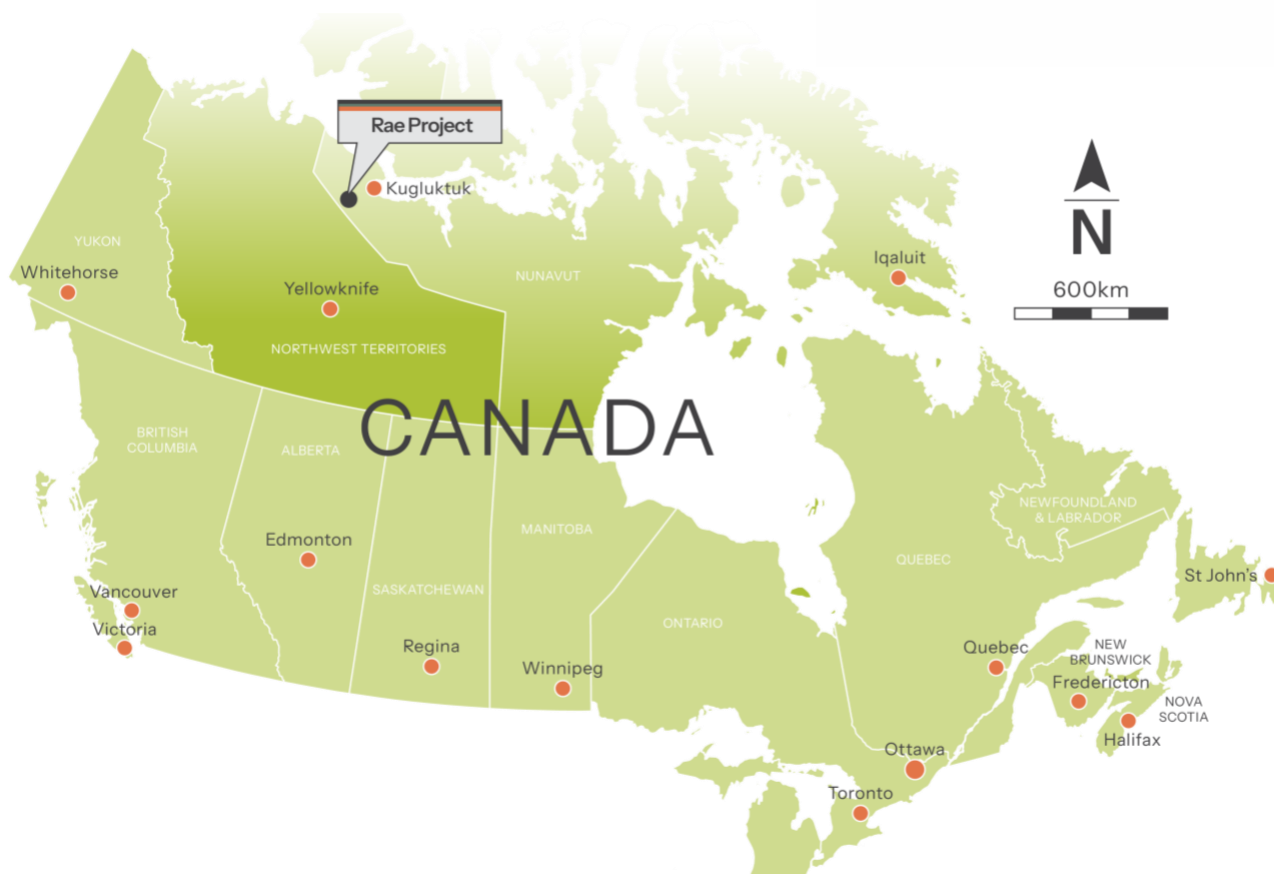 Rae Project
Kugluktuk
YUKON
Whitehorse
Iqaluit
N
600km
NUNAVUT
Yellowknife
NORTHWEST TERRITORIES
CANADA
BRITISH
COLUMBIA
ALBERTA
Edmonton
MANITOBA
NEWFOUNDLAND
& LABRADOR
QUEBEC
SASKATCHEWAN
St John's
Vancouver
Victoria
ONTARIO
Regina
Winnipeg
Quebec
NEW
BRUNSWICK
Fredericton
NOVA
SCOTIA
Halifax
Ottawa
Toronto